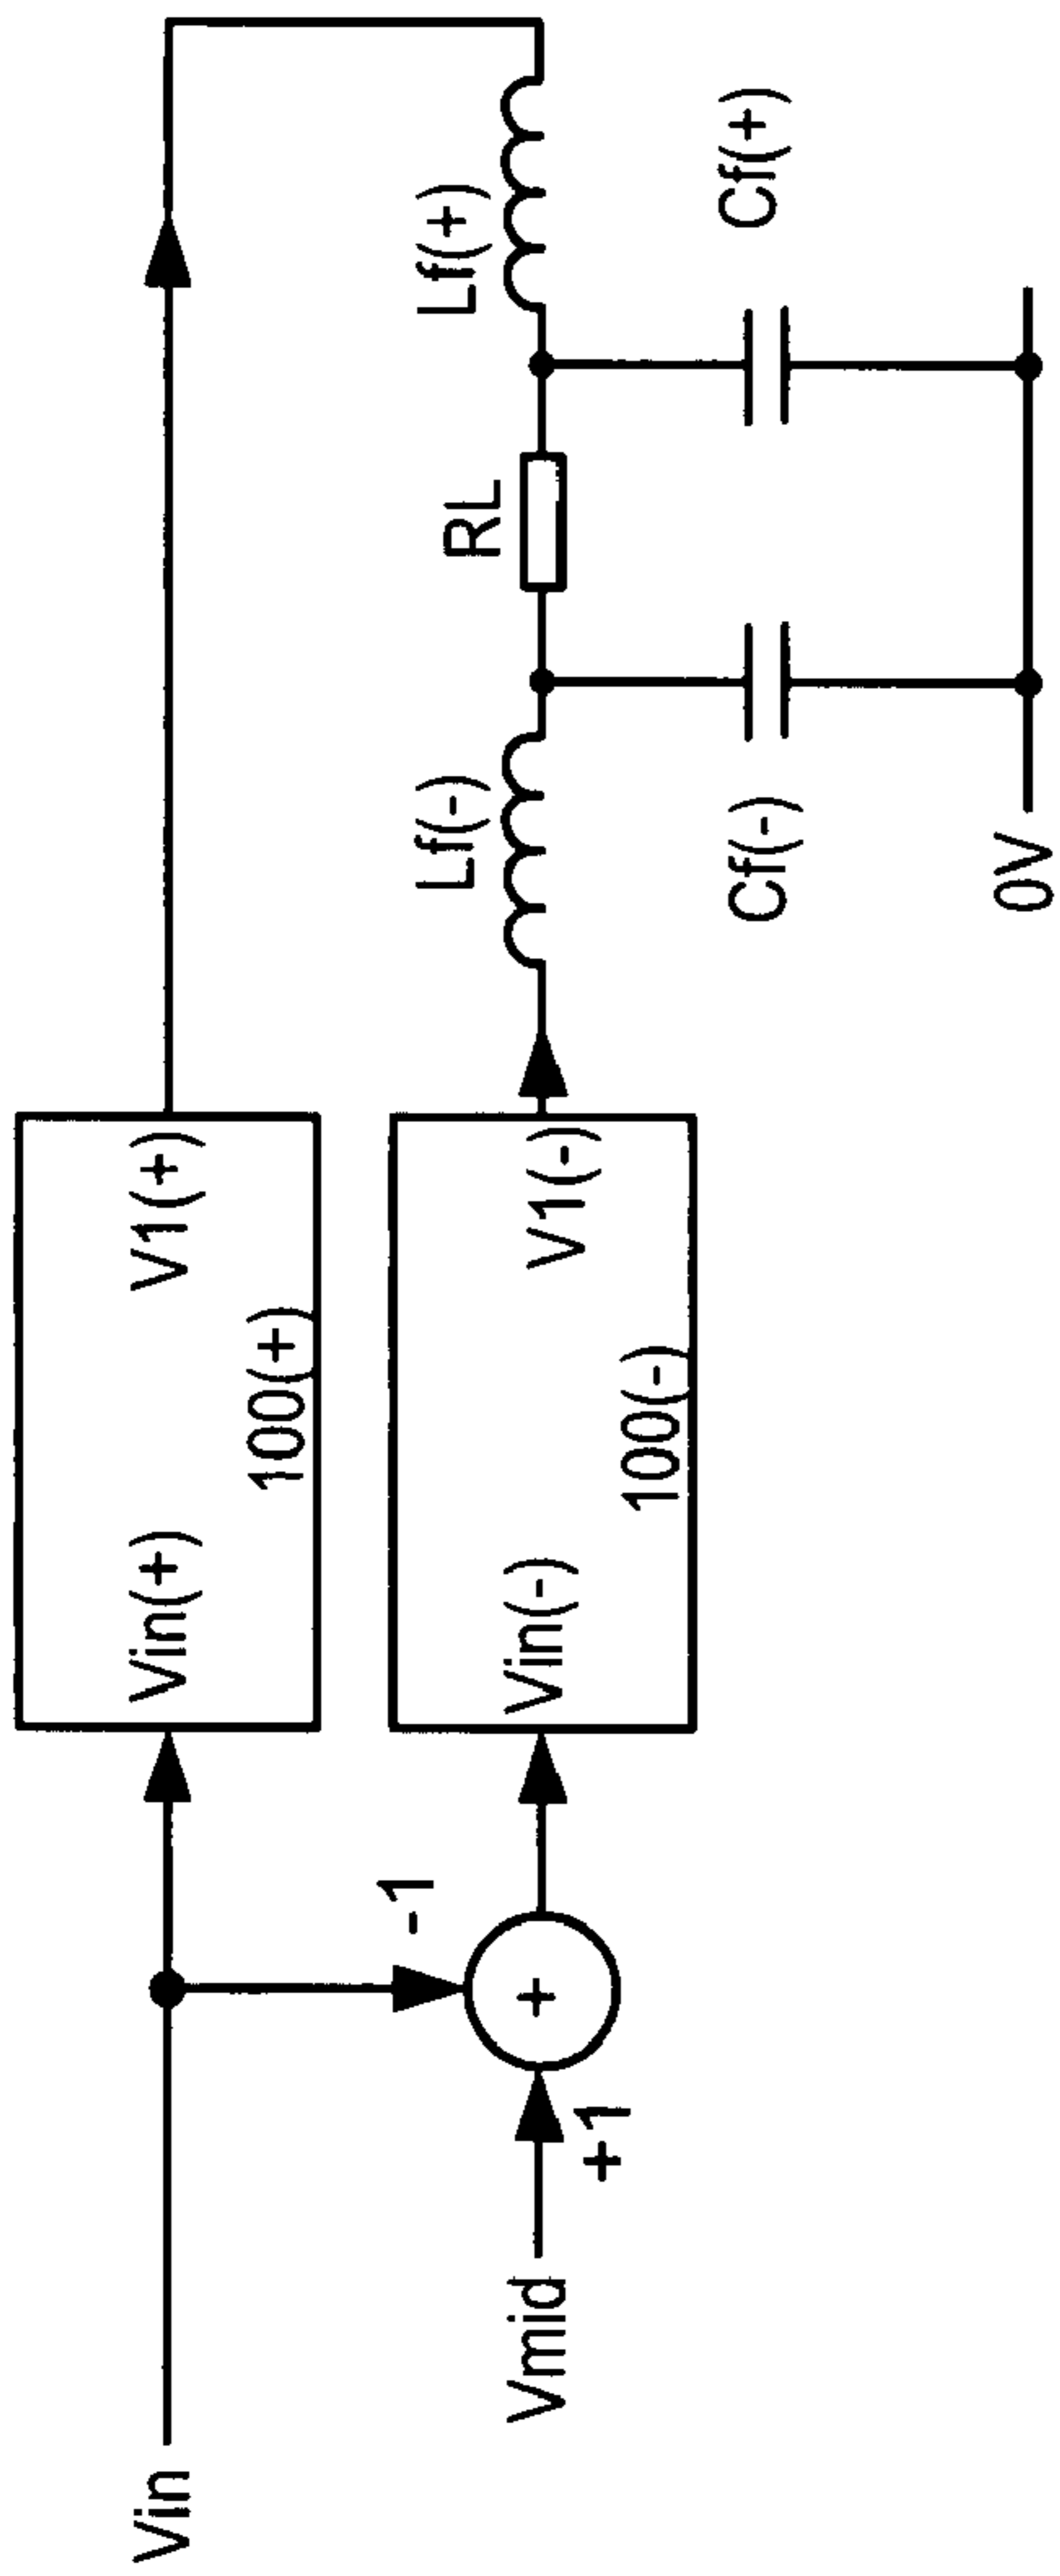 Vin
Vin(+)
V1(+)
100(+)
-1
+
Vmid
+1
Vin(-)
V1(-)
100(-)
Lf(-)
RL
Lf(+)
Cf(-)
Cf(+)
0V